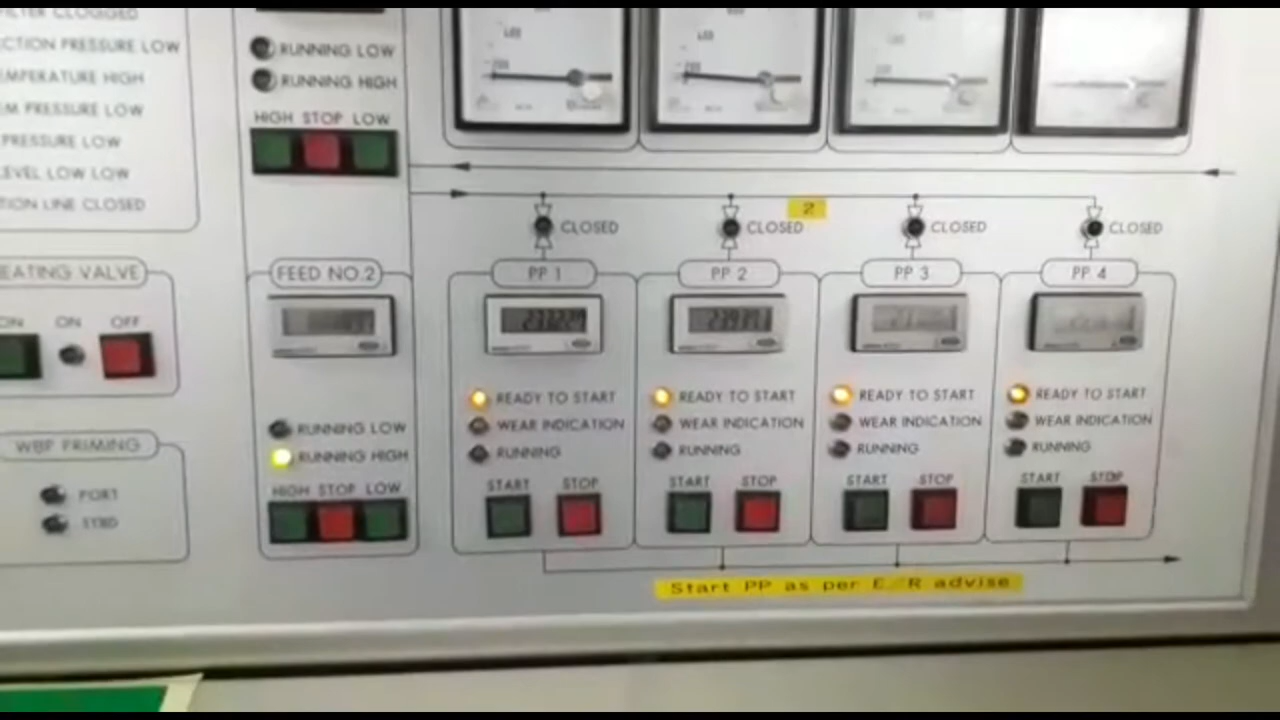 FILTER CLOGGED
CTION PRESSURE LOW
EMPERATURE HIGH
EM PRESSURE LOW
PRESSURE LOW
LEVEL LOW LOW
TION LINE CLOSED
RUNNING LOW
RUNNING HIGH
HIGH STOP LOW
2
CLOSED CLOSED CLOSED CLOSED
EATING VALVE
FEED NO.2
PP 1 PP 2 PP 3 PP 4
ON ON OFF
READY TO START READY TO START READY TO START READY TO START
WEAR INDICATION WEAR INDICATION WEAR INDICATION WEAR INDICATION
RUNNING LOW
RUNNING RUNNING RUNNING RUNNING
RUNNING HIGH
WBP PRIMING
HIGH STOP LOW
START STOP START STOP START STOP START STOP
PORT
STBD
Start PP as per E/R advise